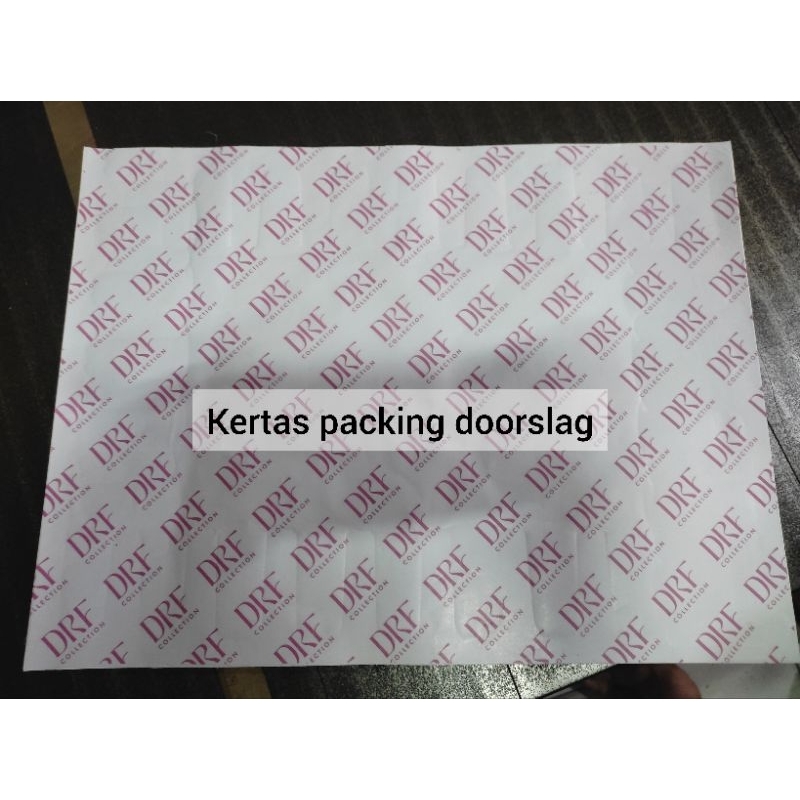 Kertas packing doorslag
DRF
COLLECTION